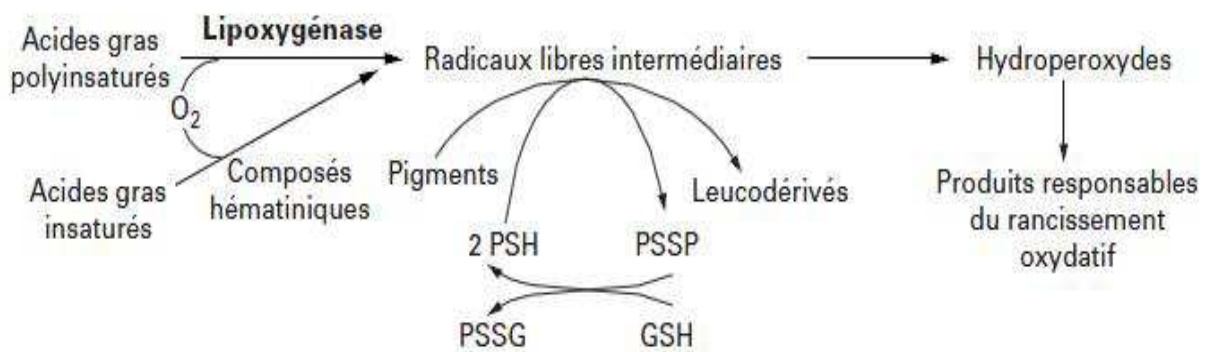 Acides gras
polyinsaturés
Lipoxygénase
Radicaux libres intermédiaires
Hydroperoxydes
O2
Acides gras
insaturés
Composés
hématiniques
Pigments
Leucodérivés
Produits responsables
du rancissement
oxydatif
2 PSH
PSSP
PSSG
GSH